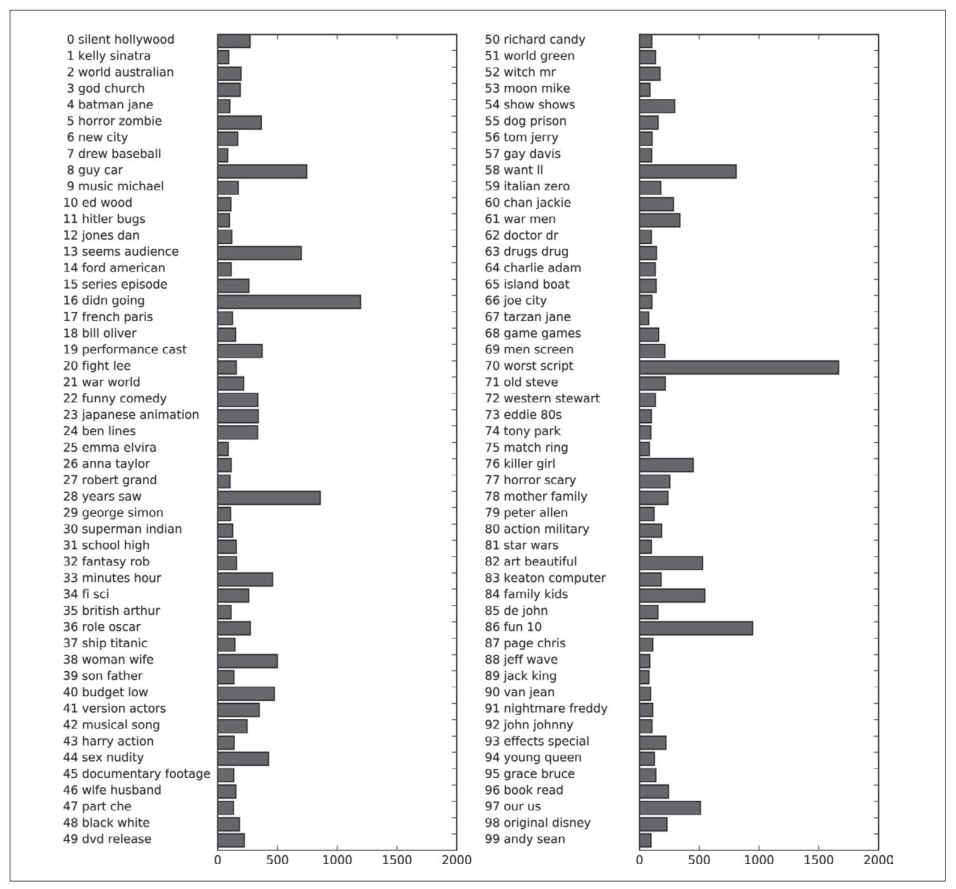 0 silent hollywood
1 kelly sinatra
2 world australian
3 god church
4 batman jane
5 horror zombie
6 new city
7 drew baseball
8 guy car
9 music michael
10 ed wood
11 hitler bugs
12 jones dan
13 seems audience
14 ford american
15 series episode
16 didn going
17 french paris
18 bill oliver
19 performance cast
20 fight lee
21 war world
22 funny comedy
23 japanese animation
24 ben lines
25 emma elvira
26 anna taylor
27 robert grand
28 years saw
29 george simon
30 superman indian
31 school high
32 fantasy rob
33 minutes hour
34 fi sci
35 british arthur
36 role oscar
37 ship titanic
38 woman wife
39 son father
40 budget low
41 version actors
42 musical song
43 harry action
44 sex nudity
45 documentary footage
46 wife husband
47 part che
48 black white
49 dvd release
0 500 1000 1500 2000
50 richard candy
51 world green
52 witch mr
53 moon mike
54 show shows
55 dog prison
56 tom jerry
57 gay davis
58 want ll
59 italian zero
60 chan jackie
61 war men
62 doctor dr
63 drugs drug
64 charlie adam
65 island boat
66 joe city
67 tarzan jane
68 game games
69 men screen
70 worst script
71 old steve
72 western stewart
73 eddie 80s
74 tony park
75 match ring
76 killer girl
77 horror scary
78 mother family
79 peter allen
80 action military
81 star wars
82 art beautiful
83 keaton computer
84 family kids
85 de john
86 fun 10
87 page chris
88 jeff wave
89 jack king
90 van jean
91 nightmare freddy
92 john johnny
93 effects special
94 young queen
95 grace bruce
96 book read
97 our us
98 original disney
99 andy sean
0 500 1000 1500 2000